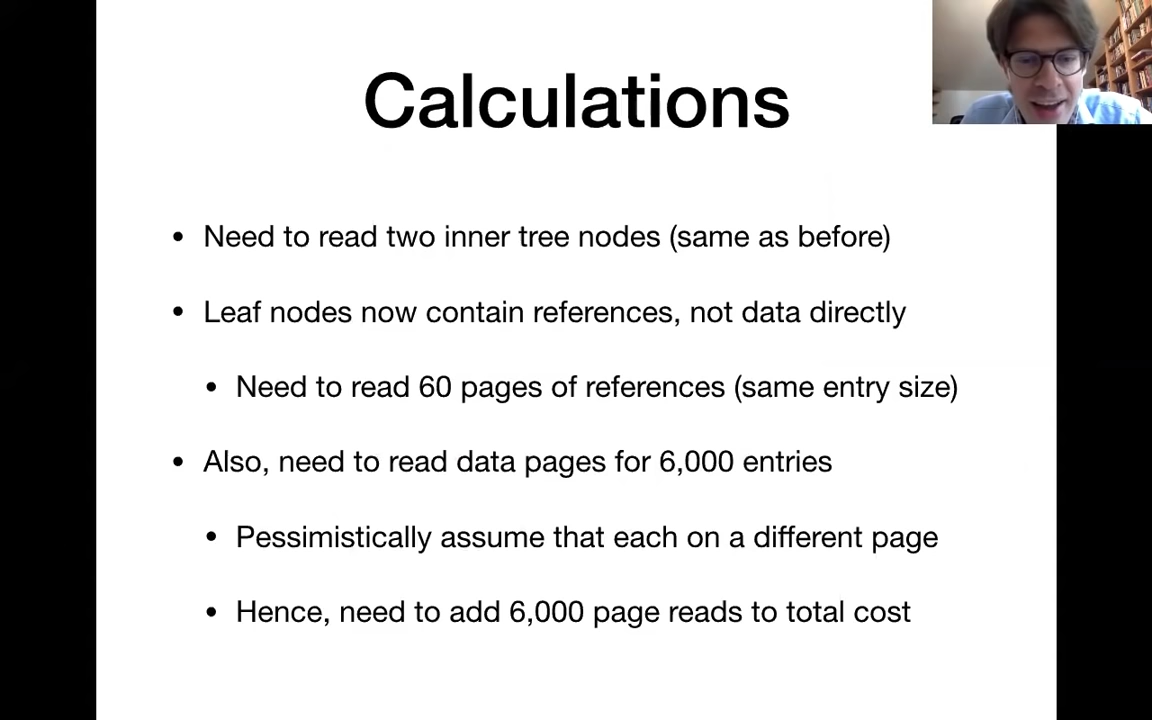 Calculations
• Need to read two inner tree nodes (same as before)
• Leaf nodes now contain references, not data directly
• Need to read 60 pages of references (same entry size)
• Also, need to read data pages for 6,000 entries
• Pessimistically assume that each on a different page
• Hence, need to add 6,000 page reads to total cost